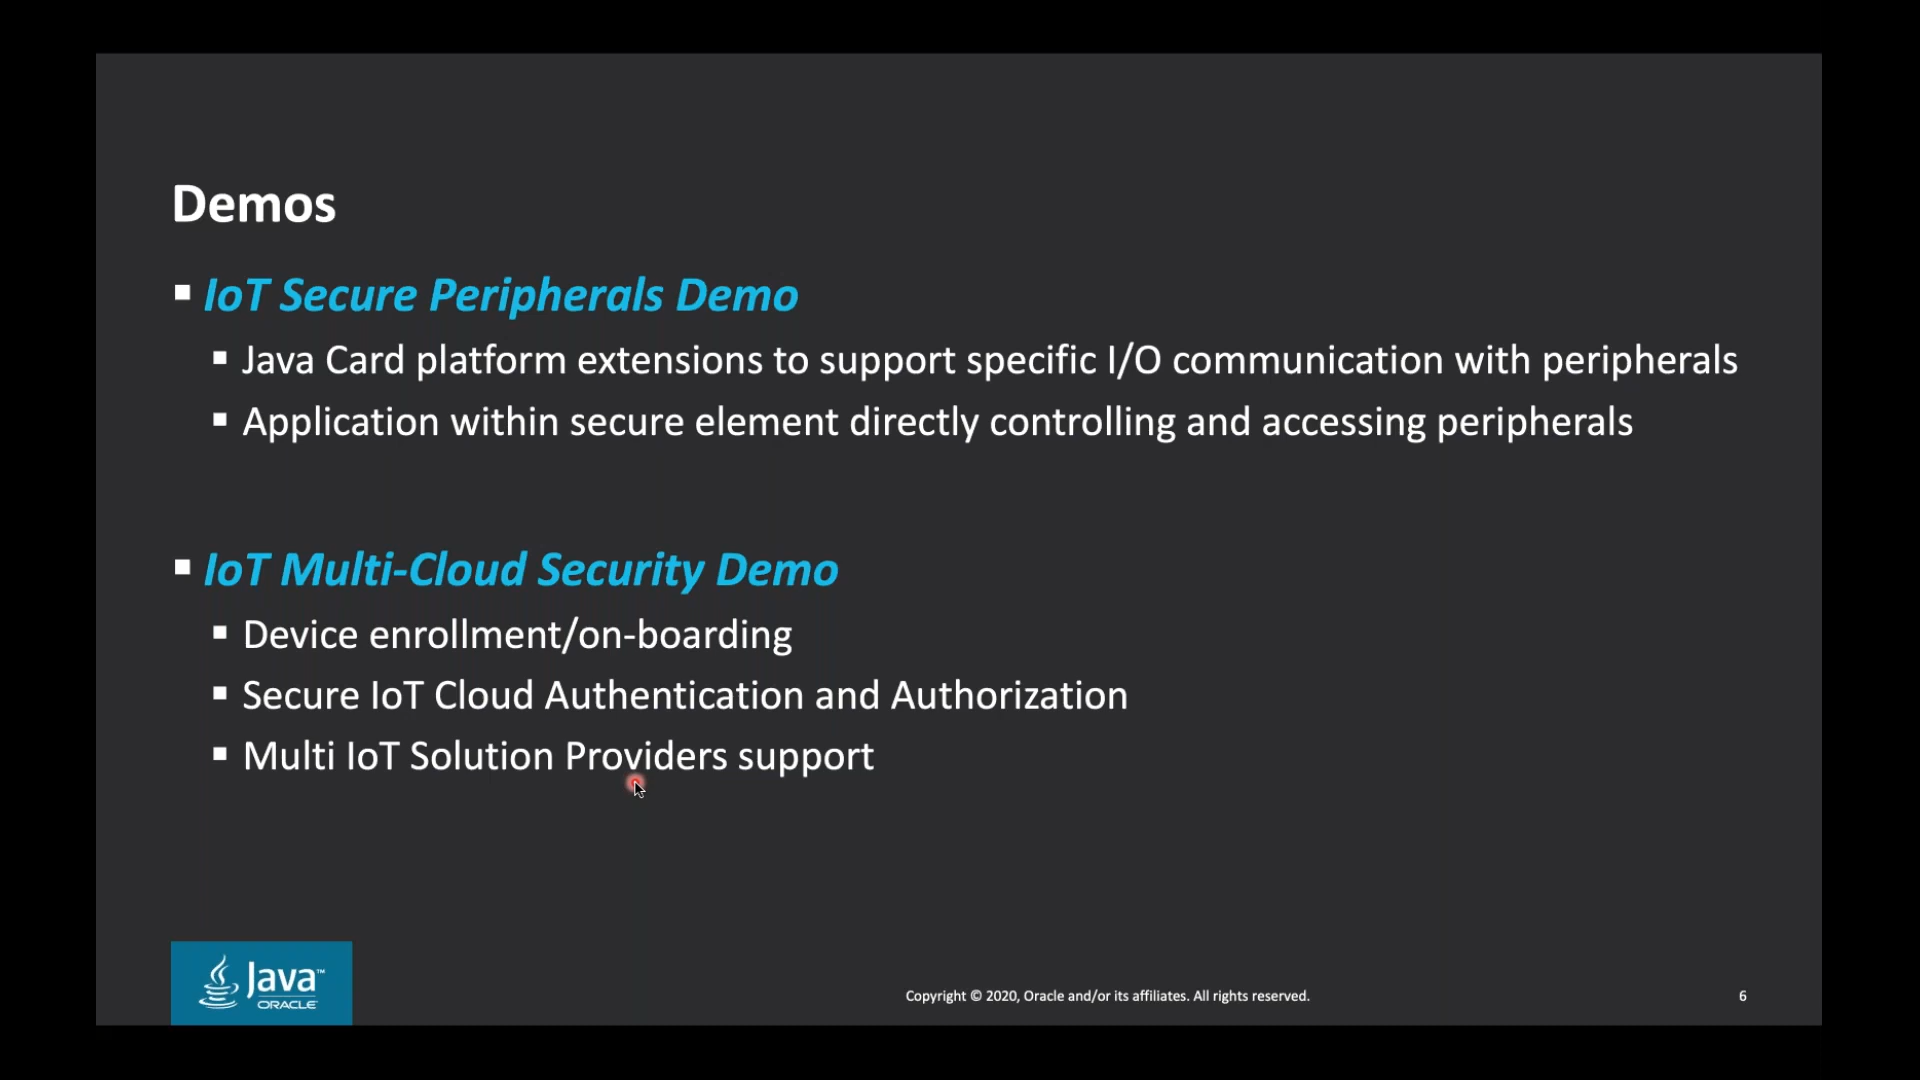 Demos
IoT Secure Peripherals Demo
Java Card platform extensions to support specific I/O communication with peripherals
Application within secure element directly controlling and accessing peripherals
IoT Multi-Cloud Security Demo
Device enrollment/on-boarding
Secure IoT Cloud Authentication and Authorization
Multi IoT Solution Providers support
Java™
ORACLE
Copyright © 2020, Oracle and/or its affiliates. All rights reserved.
6